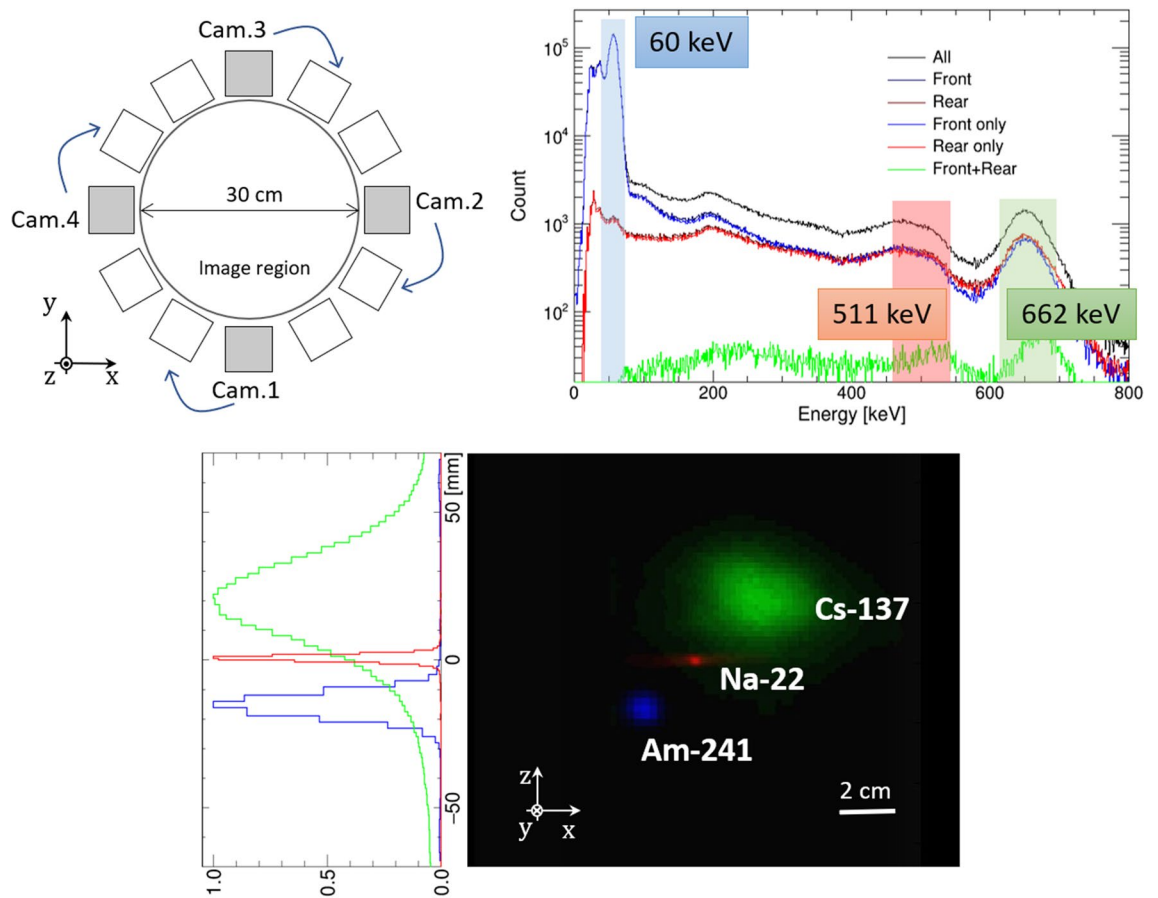 Cam.3
Cam.2
Cam.4
30 cm
Image region
Cam.1
y
z
x
60 keV
All
Front
Rear
Front only
Rear only
Front+Rear
511 keV
662 keV
Count
10⁵
10⁴
10³
10²
0
200
400
600
800
Energy [keV]
50 [mm]
0
−50
1.0
0.5
0.0
Cs-137
Na-22
Am-241
2 cm
z
y
x